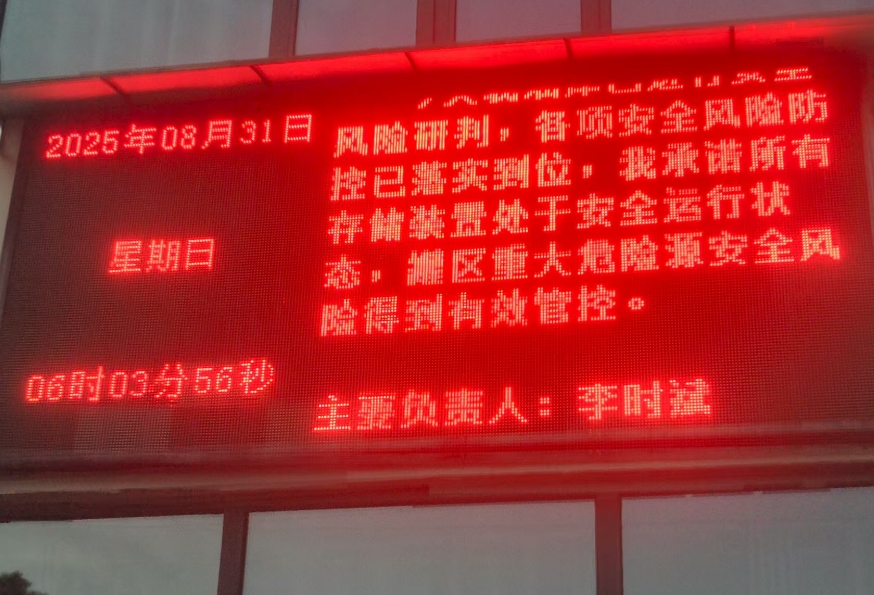 2025年08月31日
星期日
06时03分56秒
风险研判，各项安全风险防
控已落实到位，我承诺所有
存储装置处于安全运行状
态，罐区重大危险源安全风
险得到有效管控。
主要负责人：李时斌